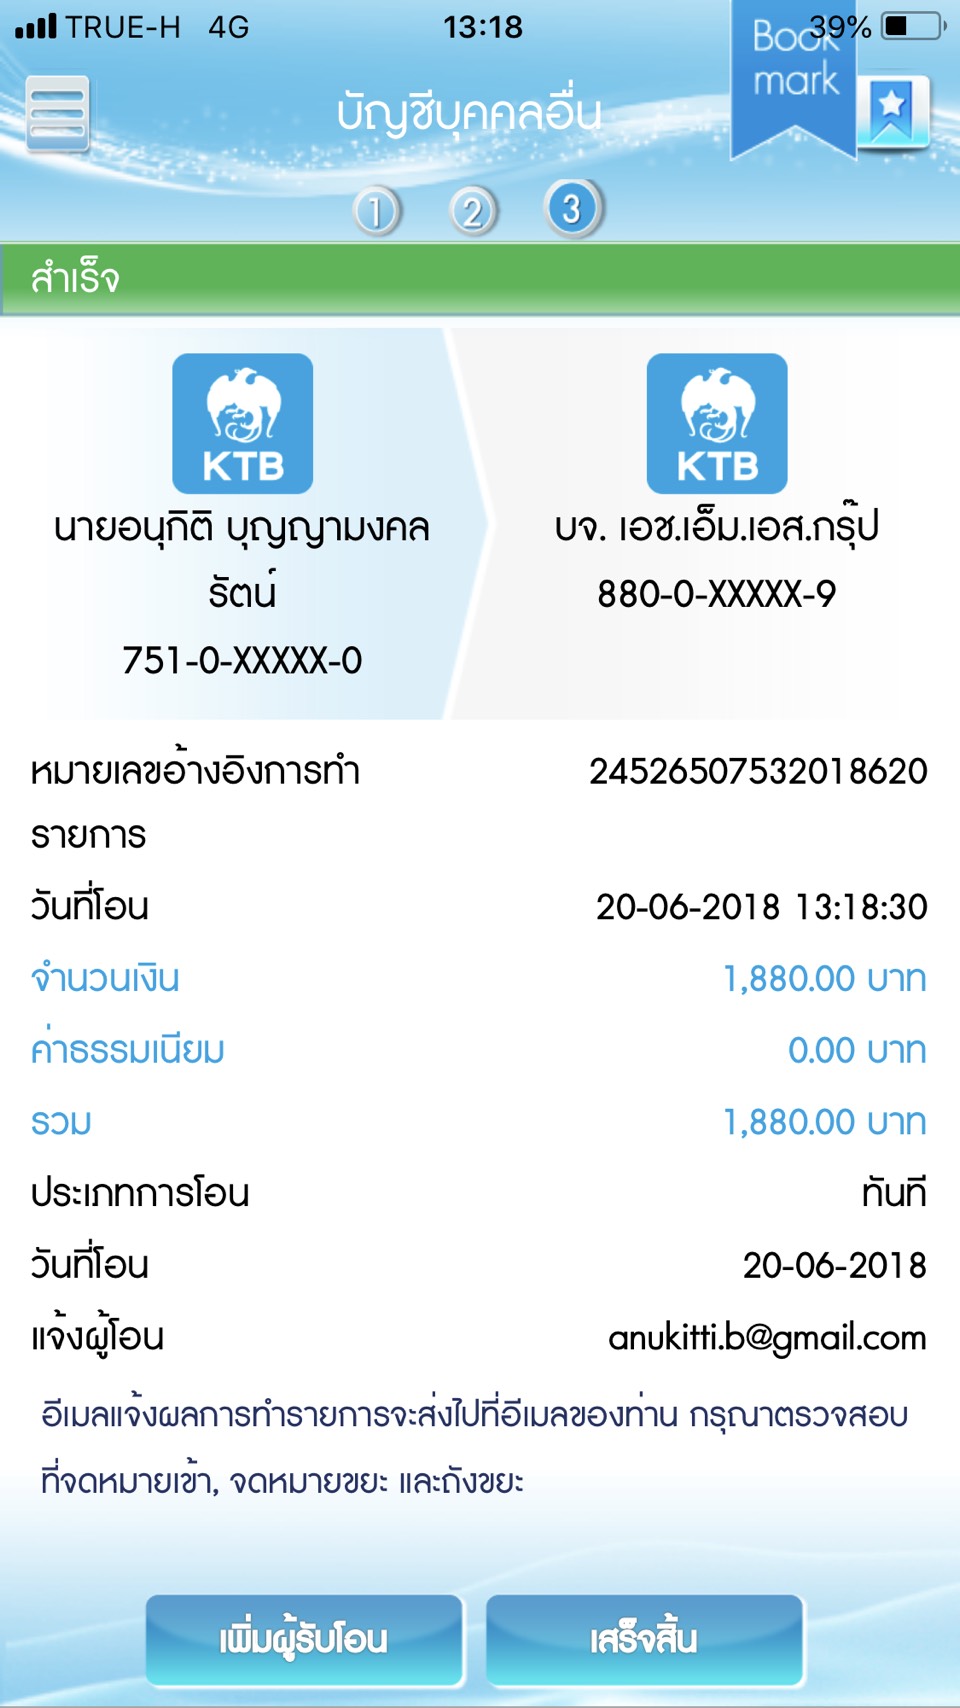 TRUE-H 4G 13:18 39%
Book
mark
บัญชีบุคคลอื่น
1 2 3
สำเร็จ
KTB KTB
นายอนุกิติ บุญญามงคล บจ. เอช.เอ็ม.เอส.กรุ๊ป
รัตน์ 880-0-XXXXX-9
751-0-XXXXX-0
หมายเลขอ้างอิงการทำ 24526507532018620
รายการ
วันที่โอน 20-06-2018 13:18:30
จำนวนเงิน 1,880.00 บาท
ค่าธรรมเนียม 0.00 บาท
รวม 1,880.00 บาท
ประเภทการโอน ทันที
วันที่โอน 20-06-2018
แจ้งผู้โอน anukitti.b@gmail.com
อีเมลแจ้งผลการทำรายการจะส่งไปที่อีเมลของท่าน กรุณาตรวจสอบ
ที่จดหมายเข้า, จดหมายขยะ และถังขยะ
เพิ่มผู้รับโอน เสร็จสิ้น